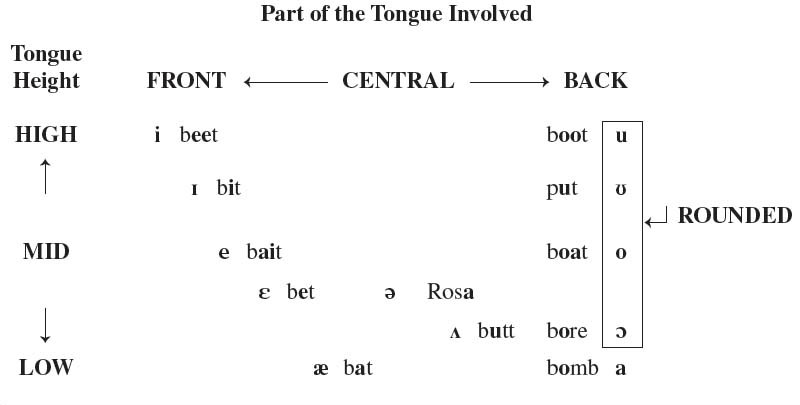 Part of the Tongue Involved
Tongue
Height FRONT ← CENTRAL → BACK
HIGH i beet boot u
ɪ bit put ʊ
ROUNDED
MID e bait boat o
ɛ bet ə Rosa
ʌ butt bore ɔ
LOW æ bat bomb a